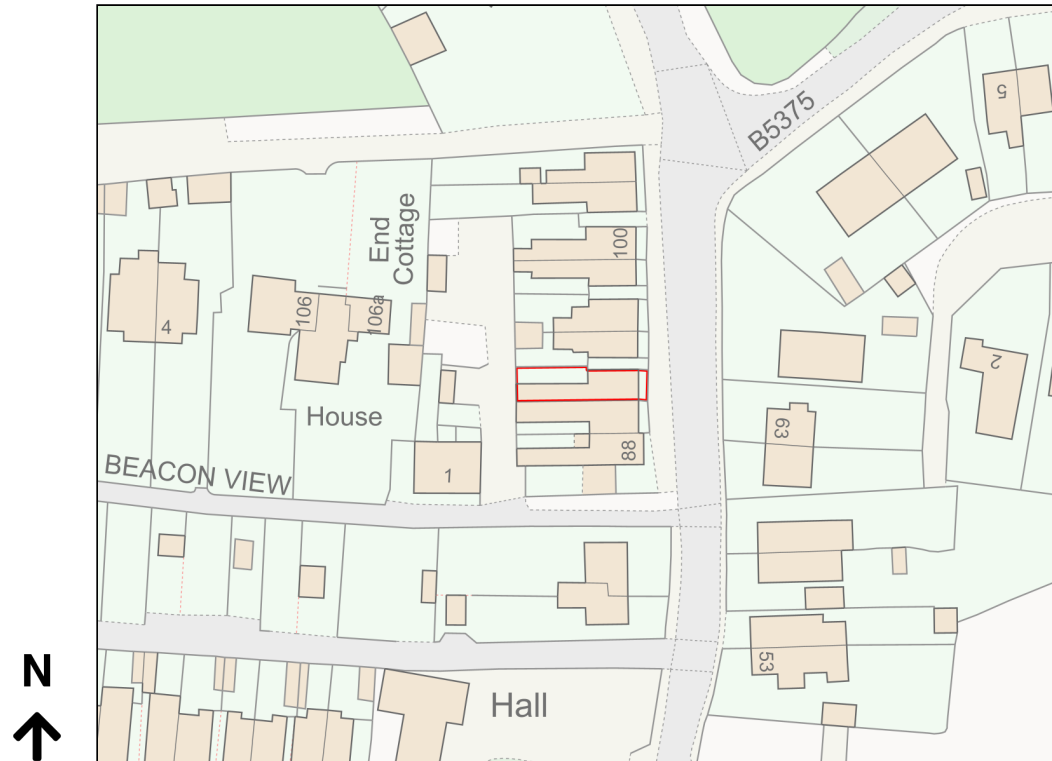 B5375
5
100
End
Cottage
106
106a
4
2
House
63
88
1
BEACON VIEW
53
N
Hall